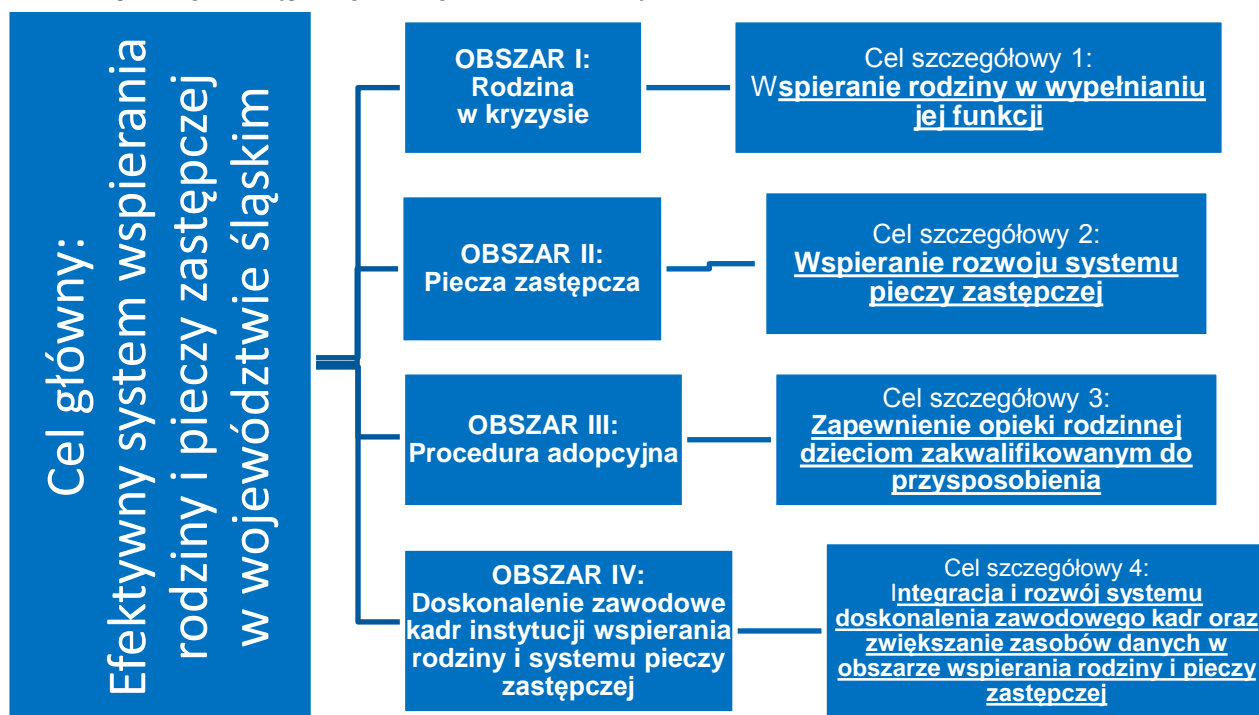 Cel główny:
Efektywny system wspierania
rodziny i pieczy zastępczej
w województwie śląskim
OBSZAR I:
Rodzina
w kryzysie
Cel szczegółowy 1:
Wspieranie rodziny w wypełnianiu
jej funkcji
OBSZAR II:
Piecza zastępcza
Cel szczegółowy 2:
Wspieranie rozwoju systemu
pieczy zastępczej
OBSZAR III:
Procedura adopcyjna
Cel szczegółowy 3:
Zapewnienie opieki rodzinnej
dzieciom zakwalifikowanym do
przysposobienia
OBSZAR IV:
Doskonalenie zawodowe
kadr instytucji wspierania
rodziny i systemu pieczy
zastępczej
Cel szczegółowy 4:
Integracja i rozwój systemu
doskonalenia zawodowego kadr oraz
zwiększanie zasobów danych w
obszarze wspierania rodziny i pieczy
zastępczej